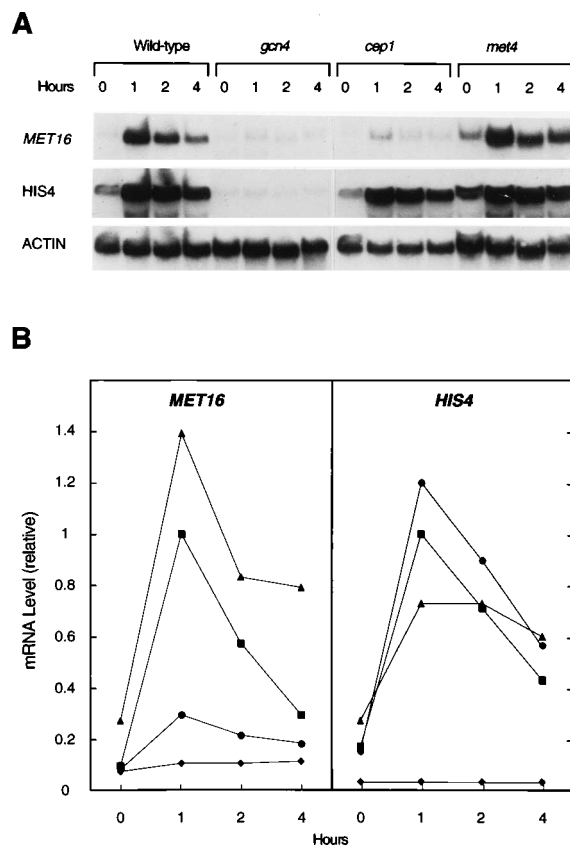 A
Wild-type gcn4 cep1 met4
Hours 0 1 2 4 0 1 2 4 0 1 2 4 0 1 2 4
MET16
HIS4
ACTIN
B
MET16 HIS4
mRNA Level (relative)
1.4
1.2
1
0.8
0.6
0.4
0.2
0
0 1 2 4 0 1 2 4
Hours